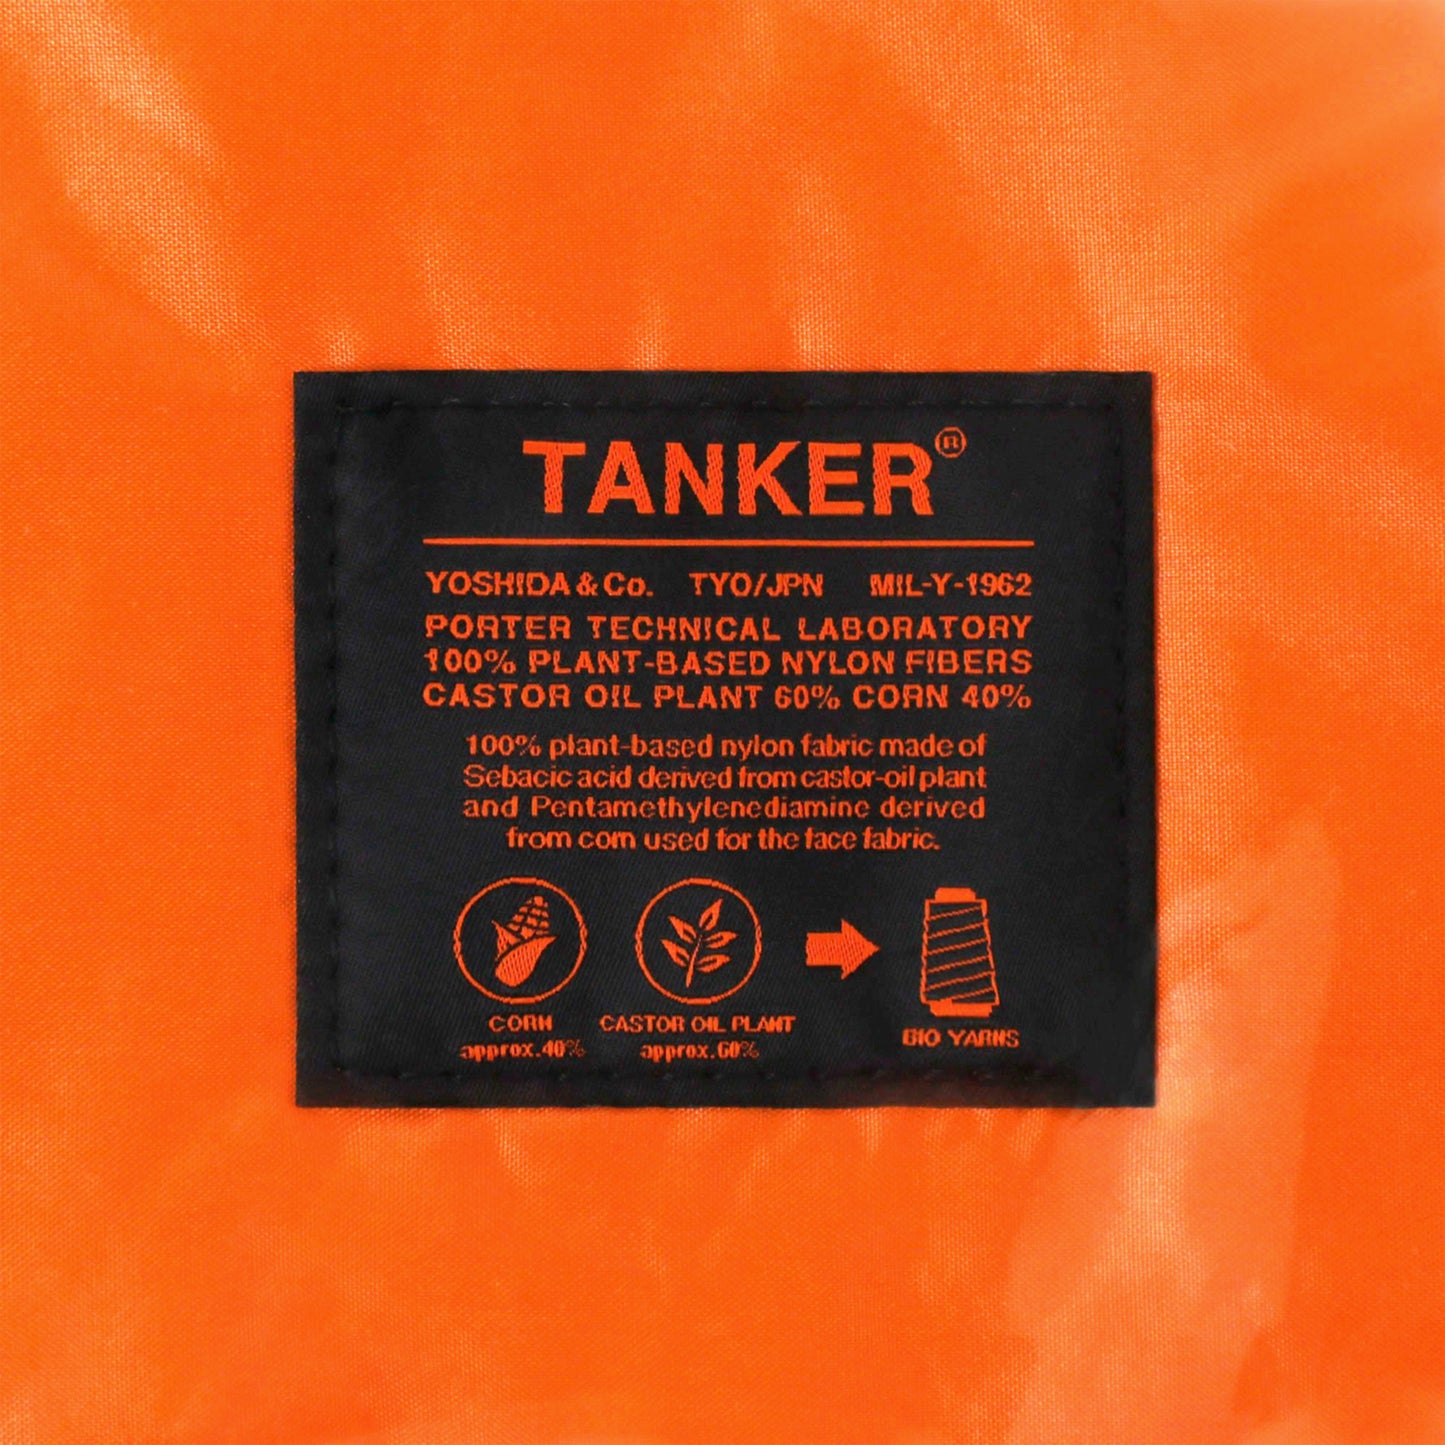 TANKER®
YOSHIDA & Co. TYO/JPN MIL-Y-1962
PORTER TECHNICAL LABORATORY
100% PLANT-BASED NYLON FIBERS
CASTOR OIL PLANT 60% CORN 40%
100% plant-based nylon fabric made of
Sebacic acid derived from castor-oil plant
and Pentamethylenediamine derived
from corn used for the face fabric.
CORN
approx.40%
CASTOR OIL PLANT
approx.60%
BIO YARNS